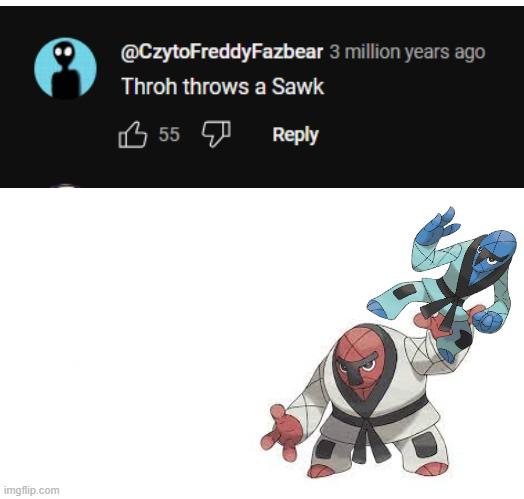 @CzytoFreddyFazbear 3 million years ago
Throh throws a Sawk
55 Reply
imgflip.com